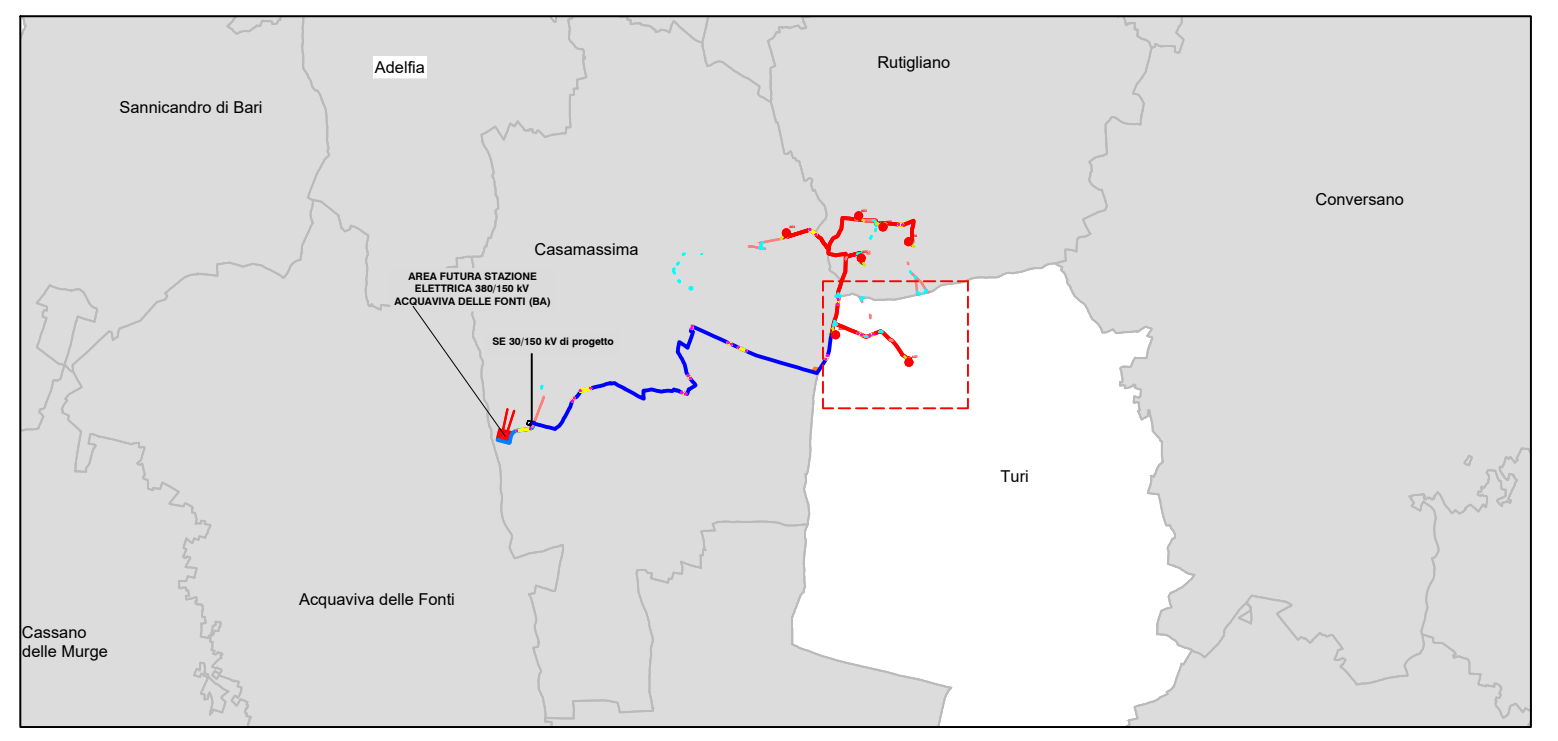 Rutigliano
Adelfia
Sannicandro di Bari
Conversano
Casamassima
AREA FUTURA STAZIONE
ELETTRICA 380/150 kV
ACQUAVIVA DELLE FONTI (BA)
SE 30/150 kV di progetto
Turi
Acquaviva delle Fonti
Cassano
delle Murge